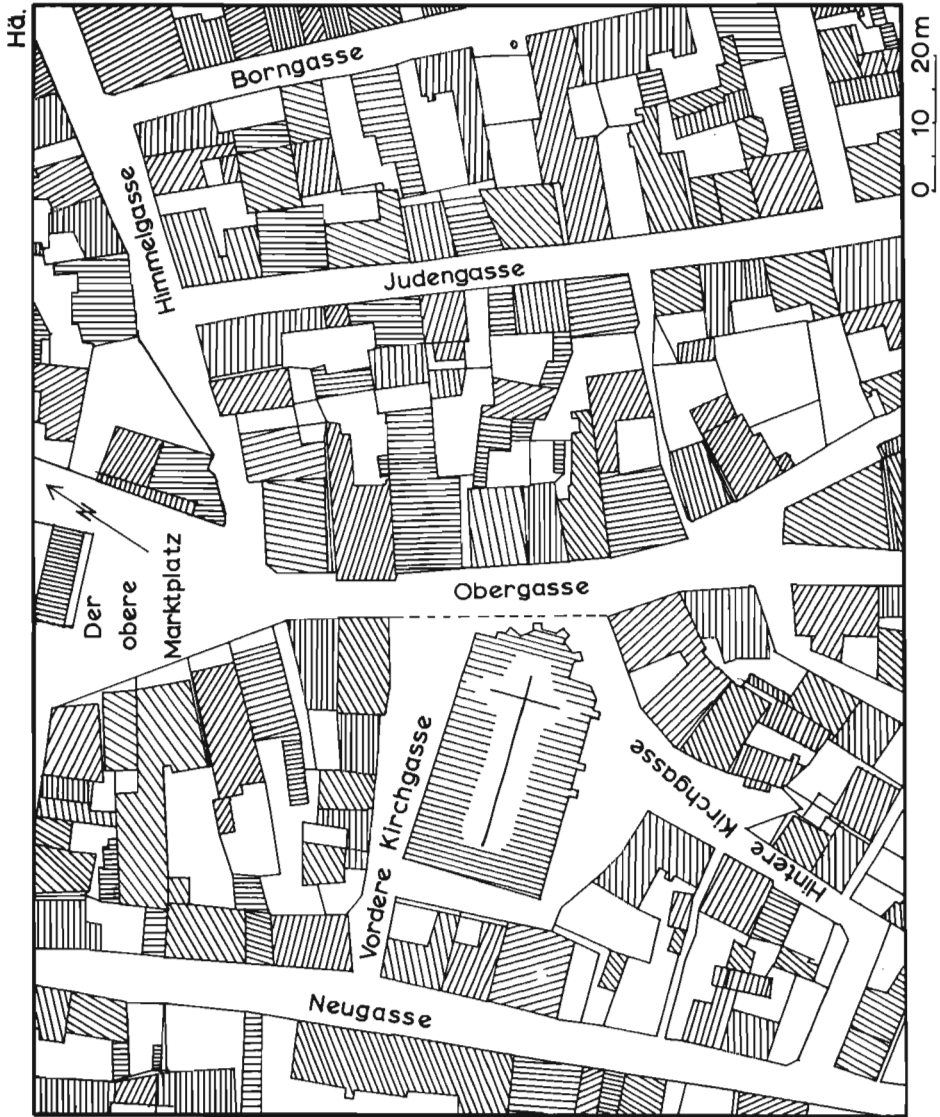 Hä.
Borngasse
Himmelgasse
Judengasse
N
Der
obere
Marktplatz
Obergasse
Vordere Kirchgasse
Hintere Kirchgasse
Neugasse
0 10 20 m